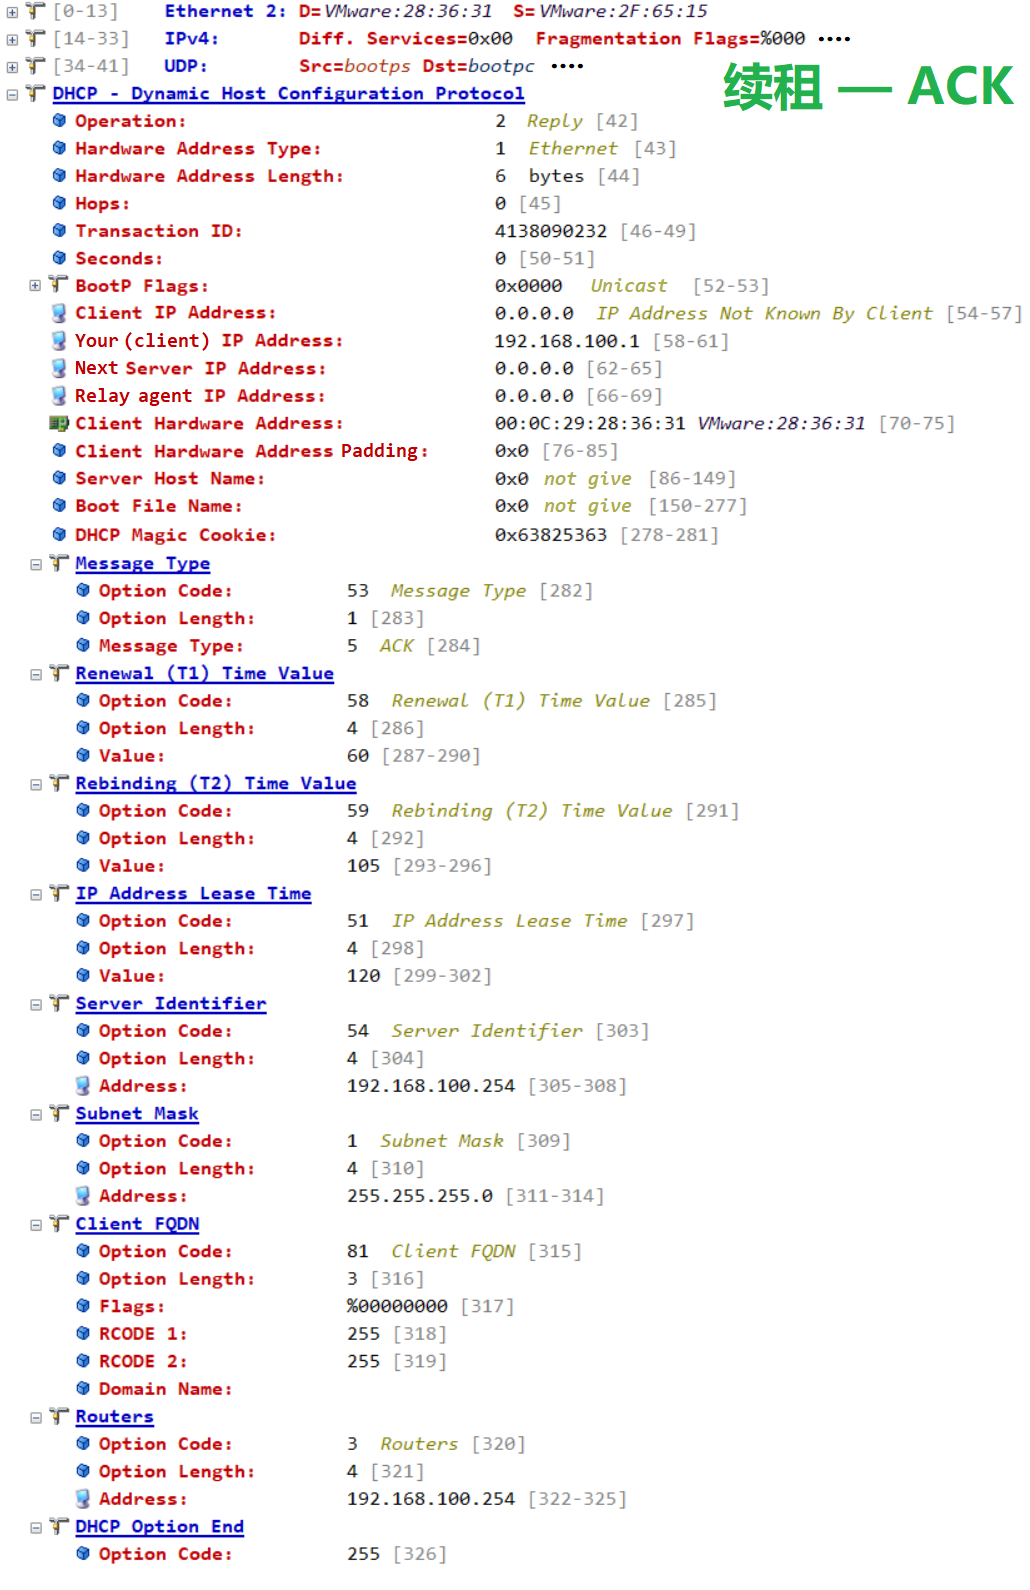 [0-13] Ethernet 2: D=VMware:28:36:31 S=VMware:2F:65:15
[14-33] IPv4: Diff. Services=0x00 Fragmentation Flags=%000 ····
[34-41] UDP: Src=bootps Dst=bootpc ····
续租 — ACK
DHCP - Dynamic Host Configuration Protocol
Operation: 2 Reply [42]
Hardware Address Type: 1 Ethernet [43]
Hardware Address Length: 6 bytes [44]
Hops: 0 [45]
Transaction ID: 4138090232 [46-49]
Seconds: 0 [50-51]
BootP Flags: 0x0000 Unicast [52-53]
Client IP Address: 0.0.0.0 IP Address Not Known By Client [54-57]
Your(client) IP Address: 192.168.100.1 [58-61]
Next Server IP Address: 0.0.0.0 [62-65]
Relay agent IP Address: 0.0.0.0 [66-69]
Client Hardware Address: 00:0C:29:28:36:31 VMware:28:36:31 [70-75]
Client Hardware Address Padding: 0x0 [76-85]
Server Host Name: 0x0 not give [86-149]
Boot File Name: 0x0 not give [150-277]
DHCP Magic Cookie: 0x63825363 [278-281]
Message Type
Option Code: 53 Message Type [282]
Option Length: 1 [283]
Message Type: 5 ACK [284]
Renewal (T1) Time Value
Option Code: 58 Renewal (T1) Time Value [285]
Option Length: 4 [286]
Value: 60 [287-290]
Rebinding (T2) Time Value
Option Code: 59 Rebinding (T2) Time Value [291]
Option Length: 4 [292]
Value: 105 [293-296]
IP Address Lease Time
Option Code: 51 IP Address Lease Time [297]
Option Length: 4 [298]
Value: 120 [299-302]
Server Identifier
Option Code: 54 Server Identifier [303]
Option Length: 4 [304]
Address: 192.168.100.254 [305-308]
Subnet Mask
Option Code: 1 Subnet Mask [309]
Option Length: 4 [310]
Address: 255.255.255.0 [311-314]
Client FQDN
Option Code: 81 Client FQDN [315]
Option Length: 3 [316]
Flags: %00000000 [317]
RCODE 1: 255 [318]
RCODE 2: 255 [319]
Domain Name:
Routers
Option Code: 3 Routers [320]
Option Length: 4 [321]
Address: 192.168.100.254 [322-325]
DHCP Option End
Option Code: 255 [326]